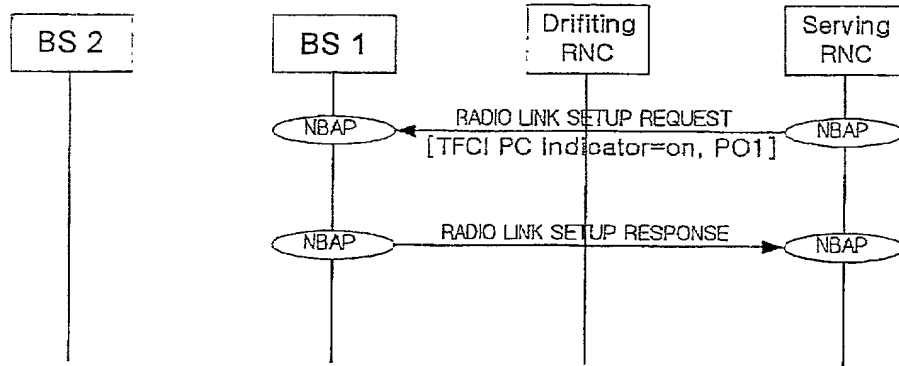 BS 2
BS 1
Drifiting
RNC
Serving
RNC
NBAP
RADIO LINK SETUP REQUEST
NBAP
[TFCI PC Indicator=on, PO1]
NBAP
RADIO LINK SETUP RESPONSE
NBAP